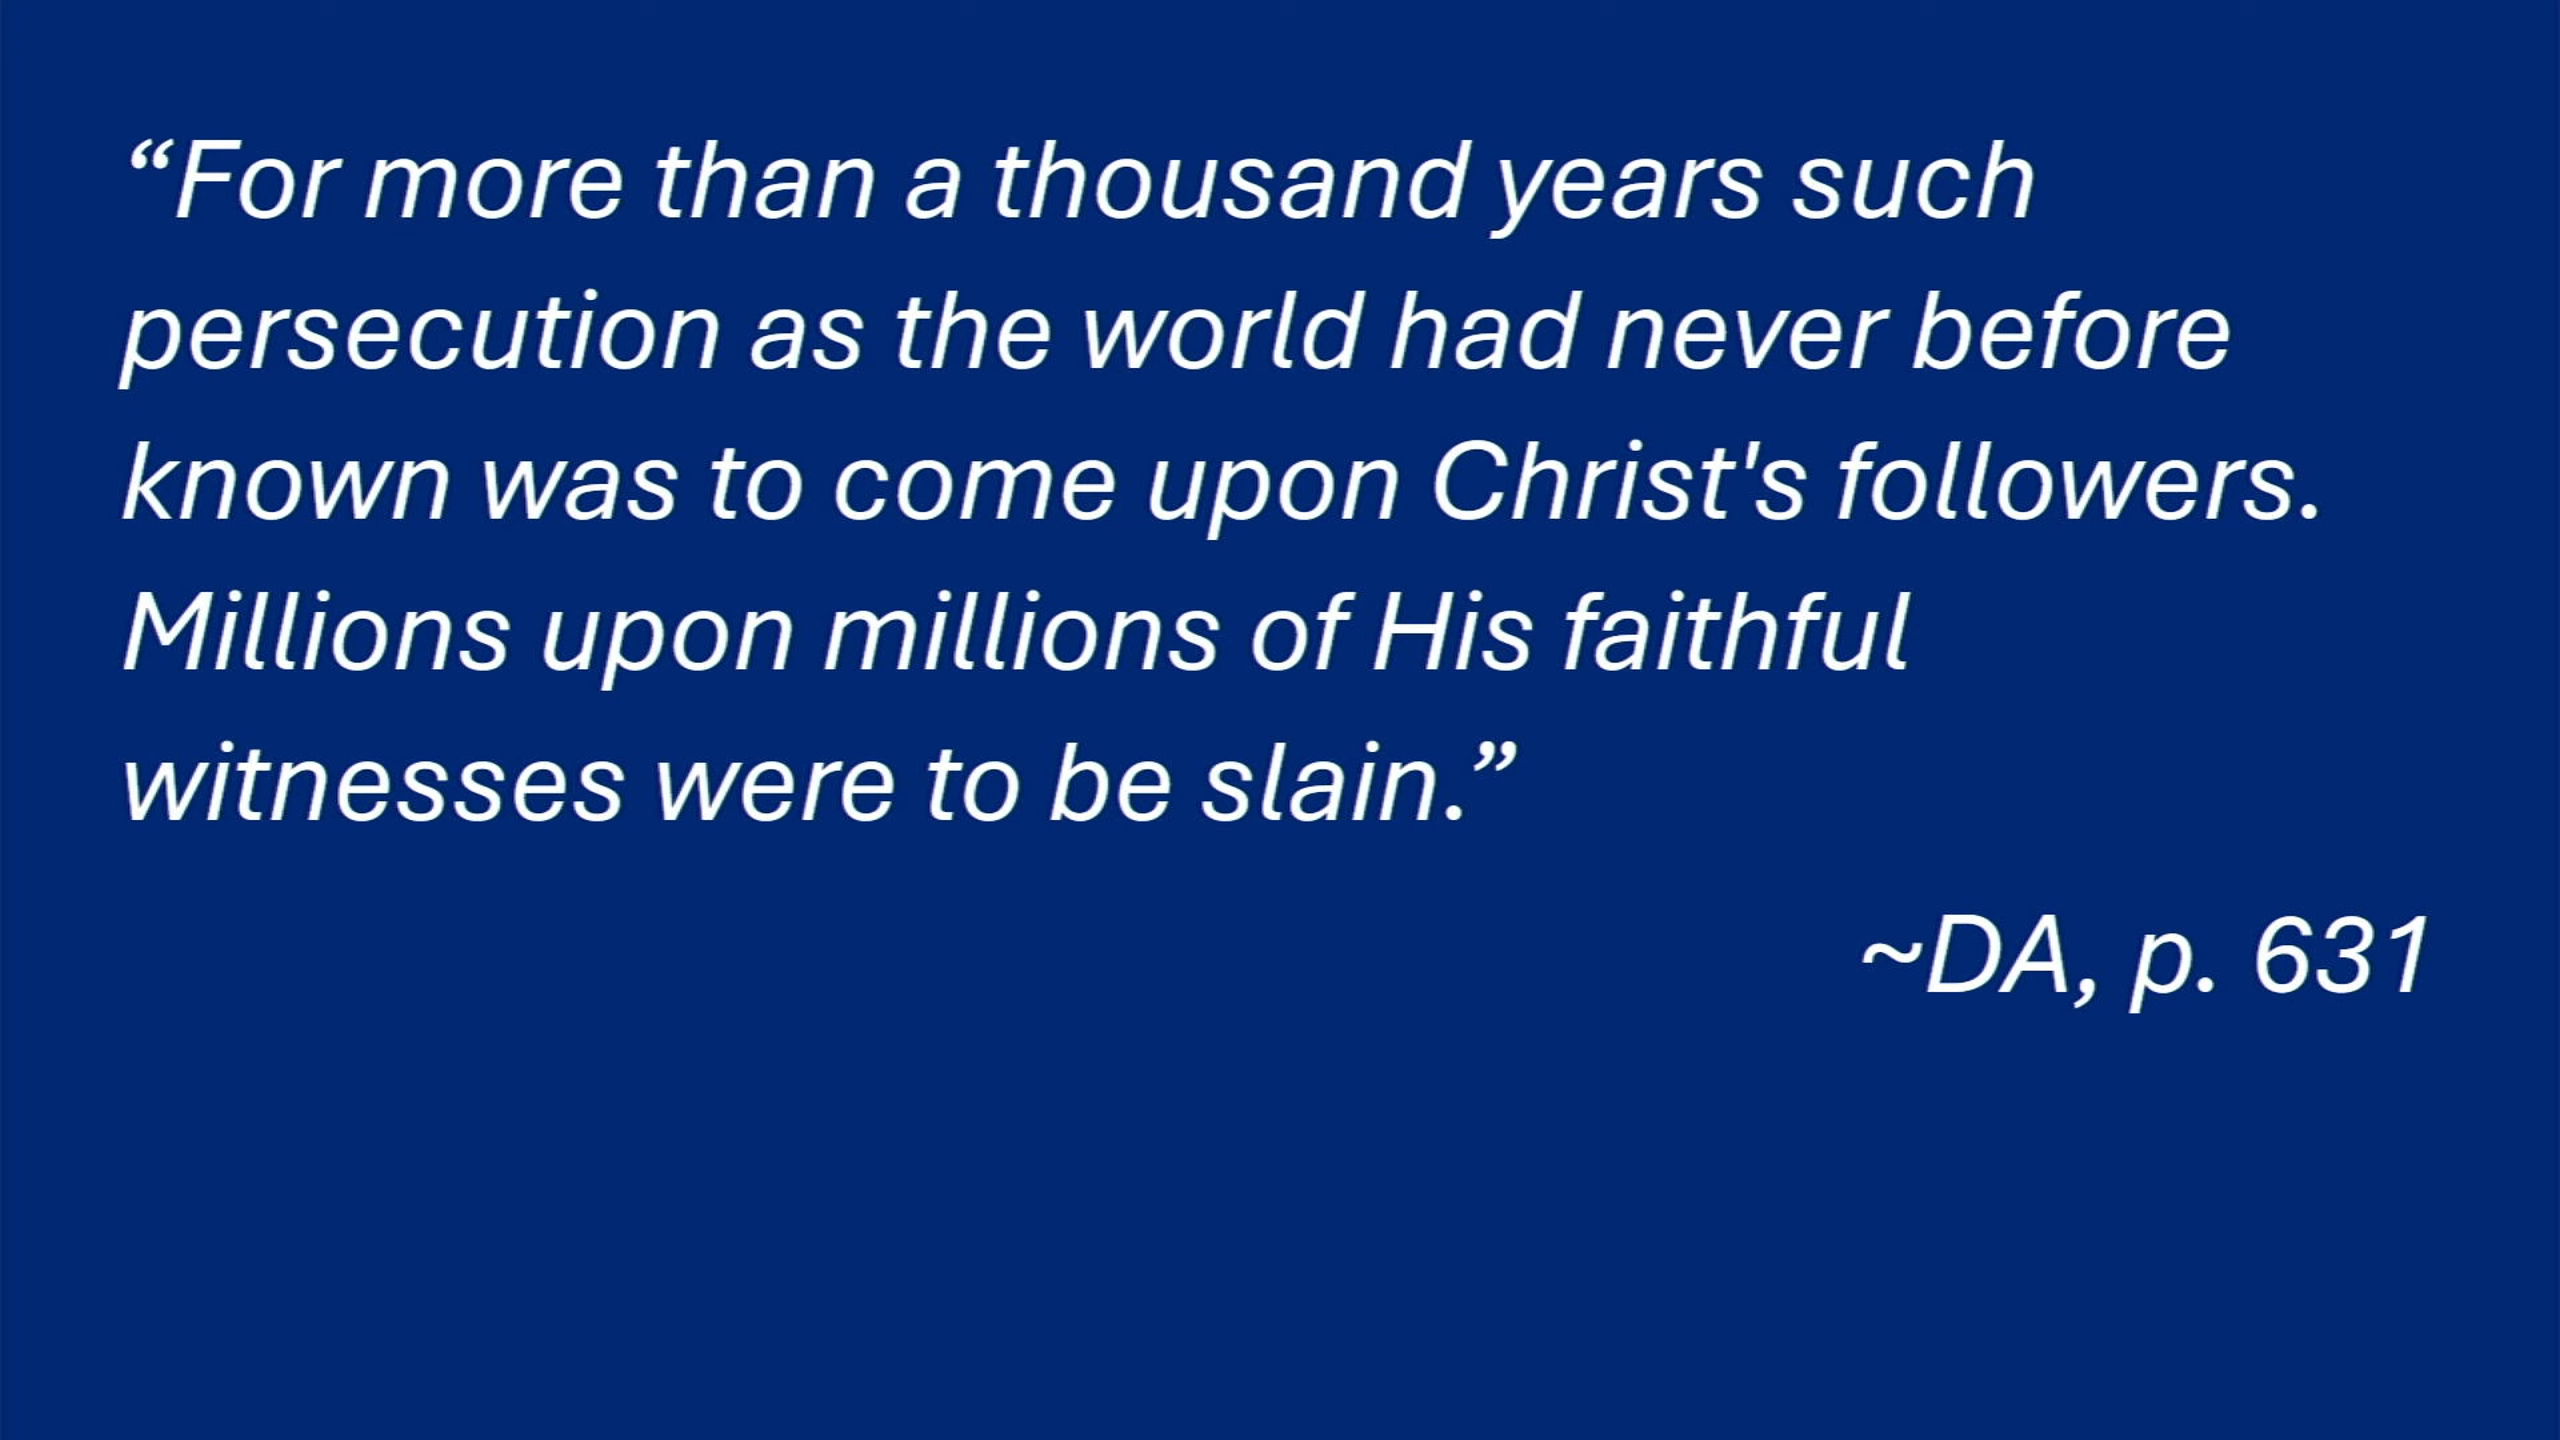 “For more than a thousand years such
persecution as the world had never before
known was to come upon Christ's followers.
Millions upon millions of His faithful
witnesses were to be slain.”
~DA, p. 631